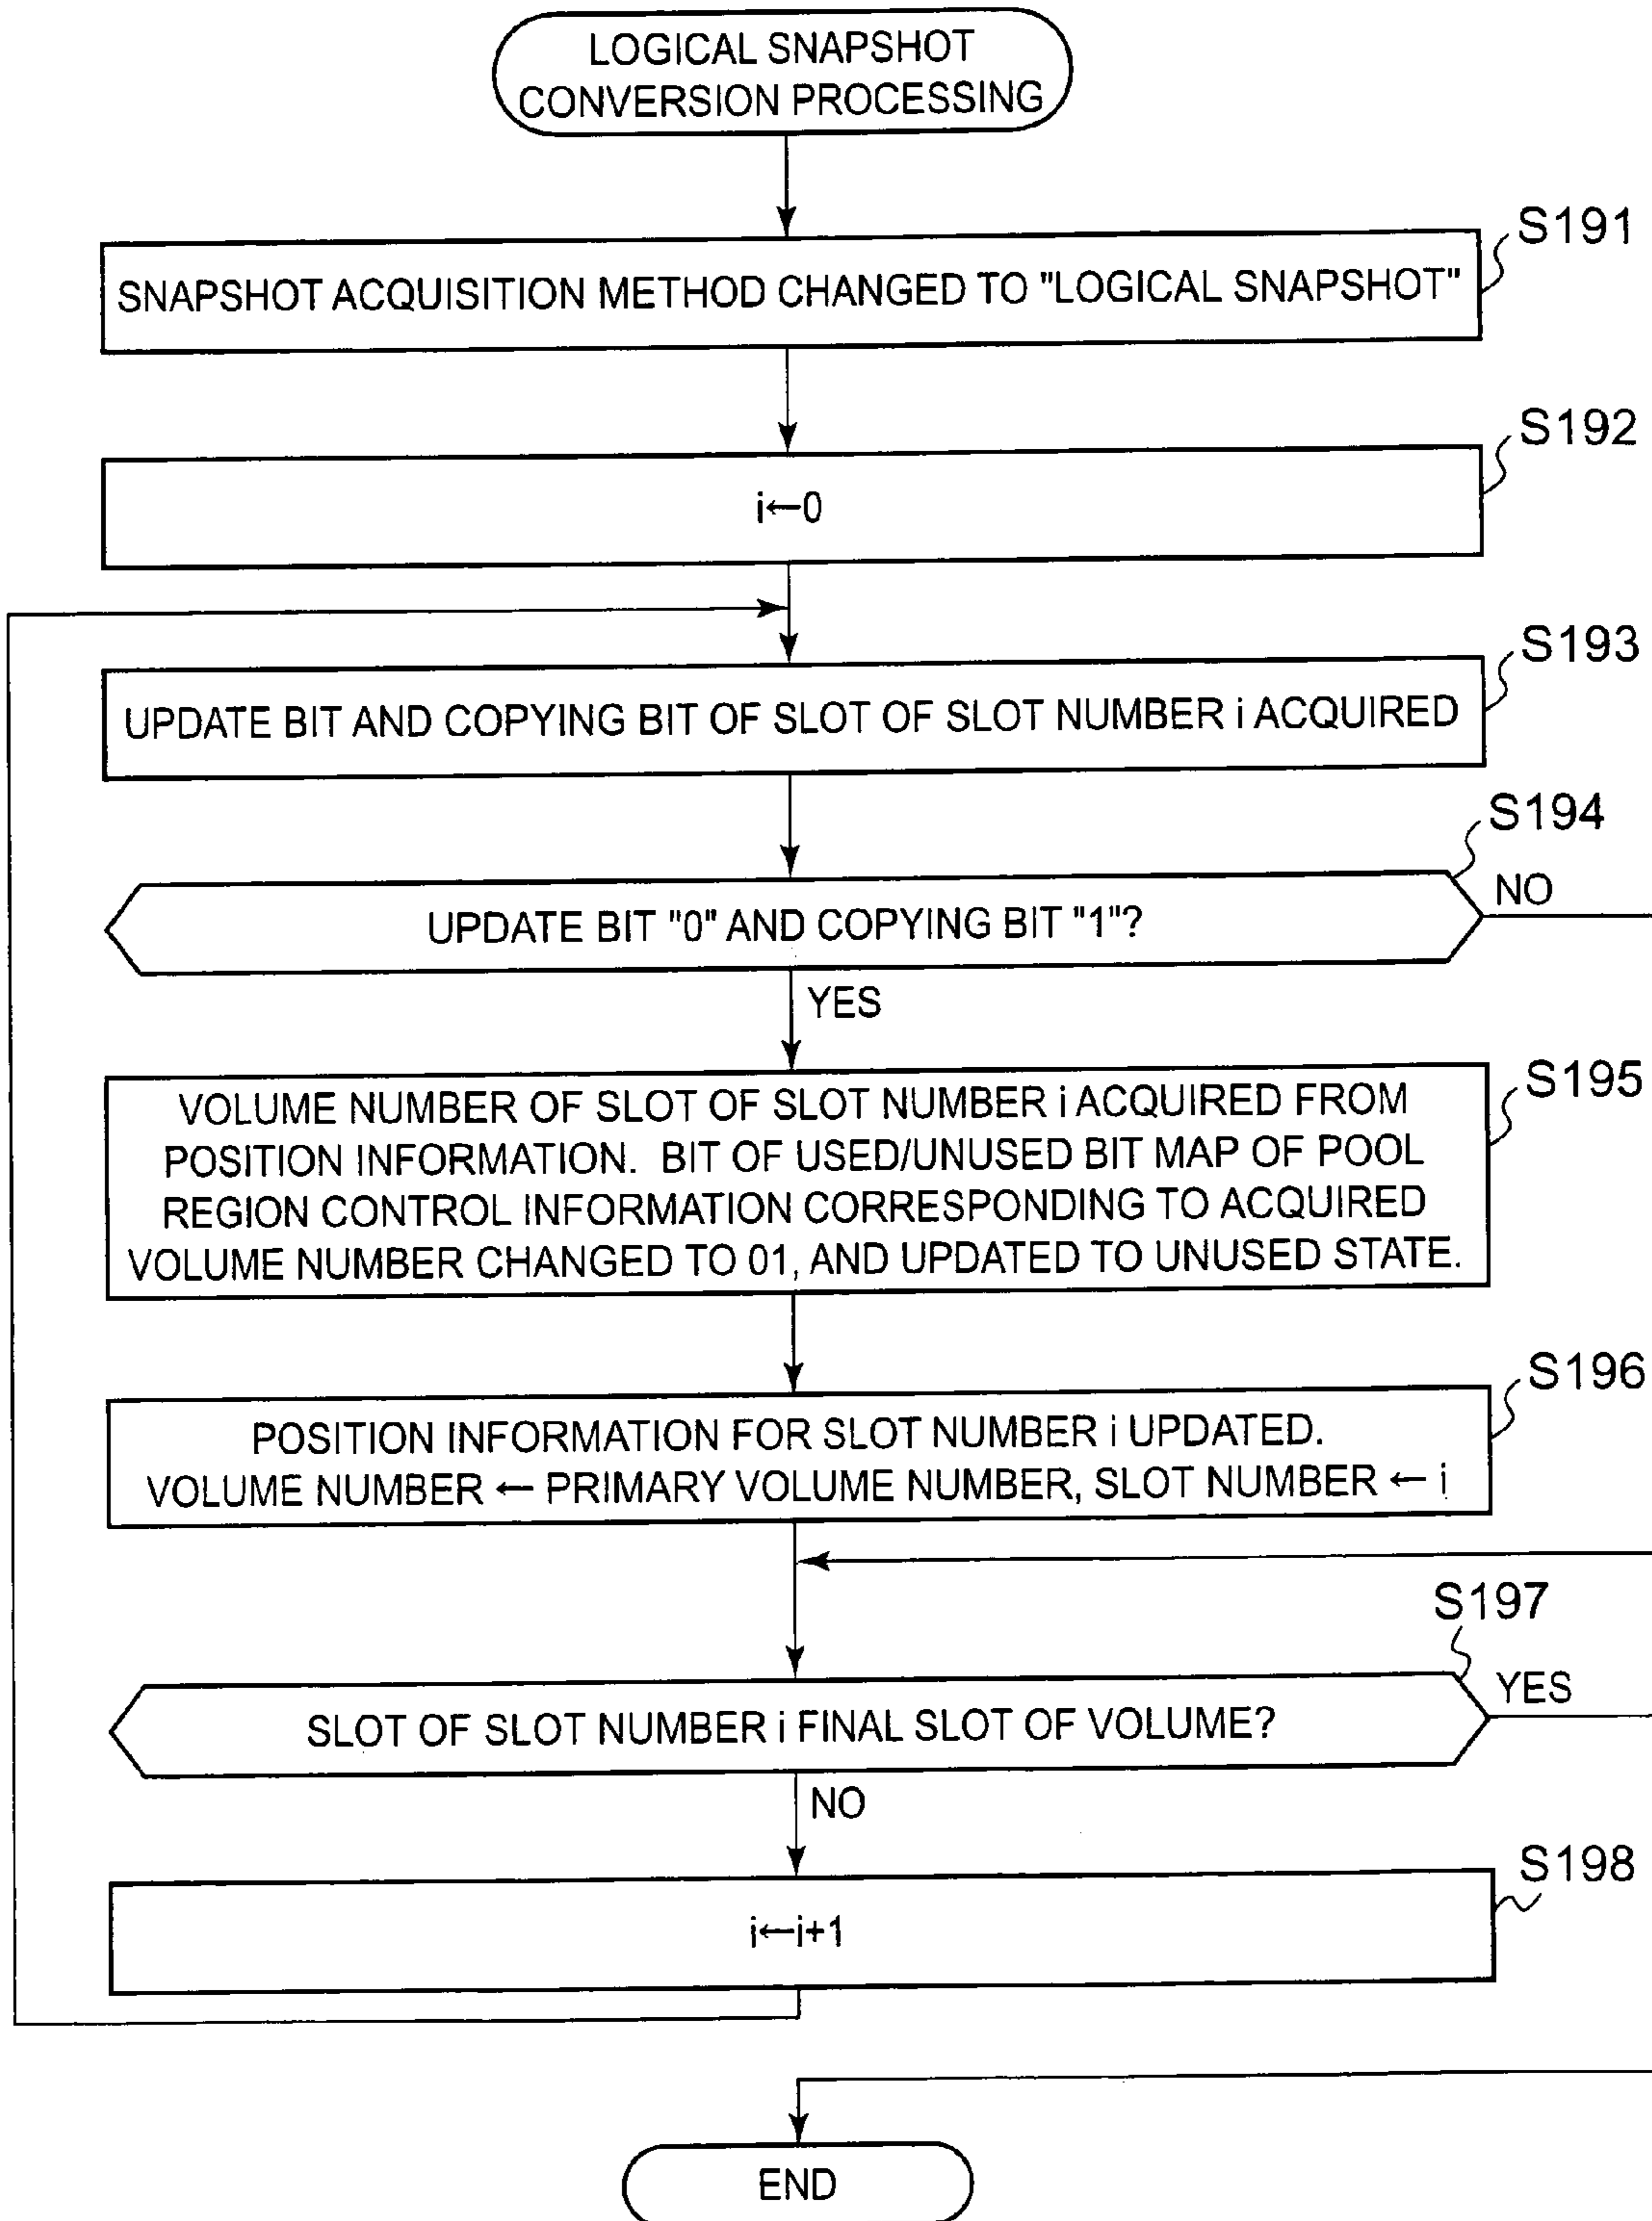 LOGICAL SNAPSHOT
CONVERSION PROCESSING
S191
SNAPSHOT ACQUISITION METHOD CHANGED TO "LOGICAL SNAPSHOT"
S192
i←0
S193
UPDATE BIT AND COPYING BIT OF SLOT OF SLOT NUMBER i ACQUIRED
S194
NO
UPDATE BIT "0" AND COPYING BIT "1"?
YES
S195
VOLUME NUMBER OF SLOT OF SLOT NUMBER i ACQUIRED FROM
POSITION INFORMATION. BIT OF USED/UNUSED BIT MAP OF POOL
REGION CONTROL INFORMATION CORRESPONDING TO ACQUIRED
VOLUME NUMBER CHANGED TO 01, AND UPDATED TO UNUSED STATE.
S196
POSITION INFORMATION FOR SLOT NUMBER i UPDATED.
VOLUME NUMBER ← PRIMARY VOLUME NUMBER, SLOT NUMBER ← i
S197
YES
SLOT OF SLOT NUMBER i FINAL SLOT OF VOLUME?
NO
S198
i←i+1
END